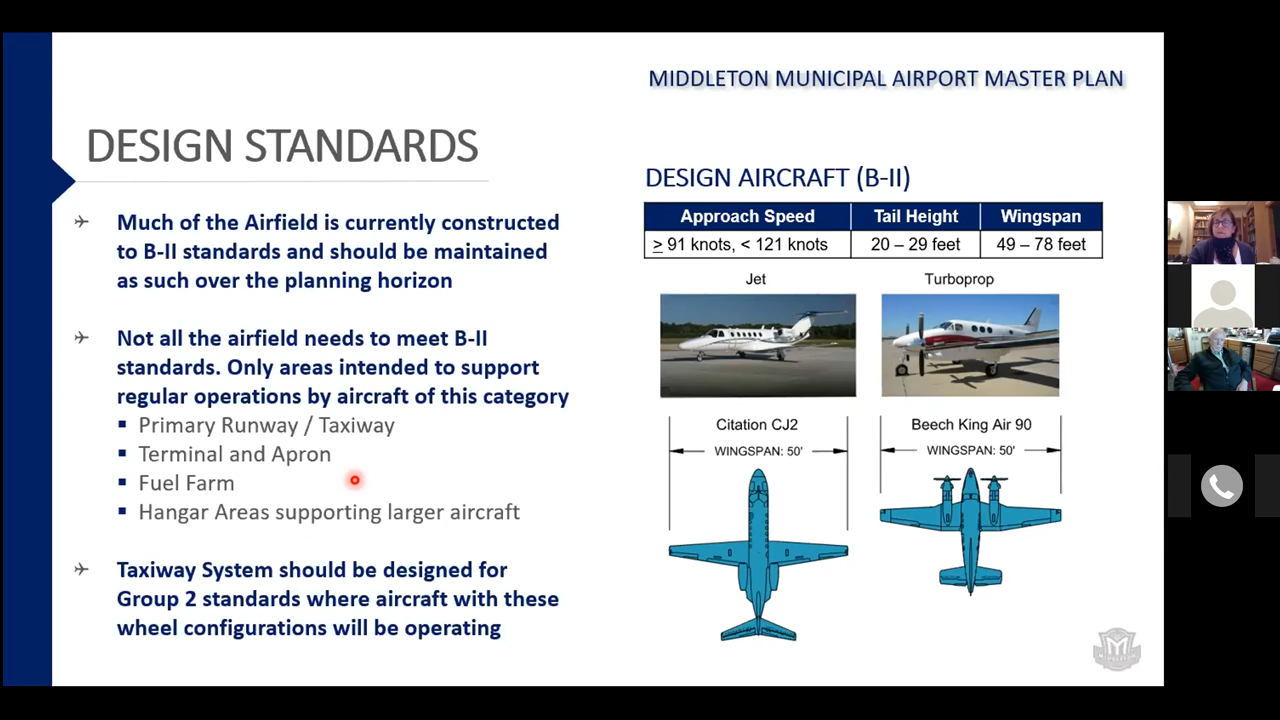 MIDDLETON MUNICIPAL AIRPORT MASTER PLAN
DESIGN STANDARDS
Much of the Airfield is currently constructed
to B-II standards and should be maintained
as such over the planning horizon
Not all the airfield needs to meet B-II
standards. Only areas intended to support
regular operations by aircraft of this category
Primary Runway / Taxiway
Terminal and Apron
Fuel Farm
Hangar Areas supporting larger aircraft
Taxiway System should be designed for
Group 2 standards where aircraft with these
wheel configurations will be operating
DESIGN AIRCRAFT (B-II)
Approach Speed Tail Height Wingspan
≥ 91 knots, < 121 knots 20 – 29 feet 49 – 78 feet
Jet Turboprop
Citation CJ2 Beech King Air 90
WINGSPAN: 50' WINGSPAN: 50'
M